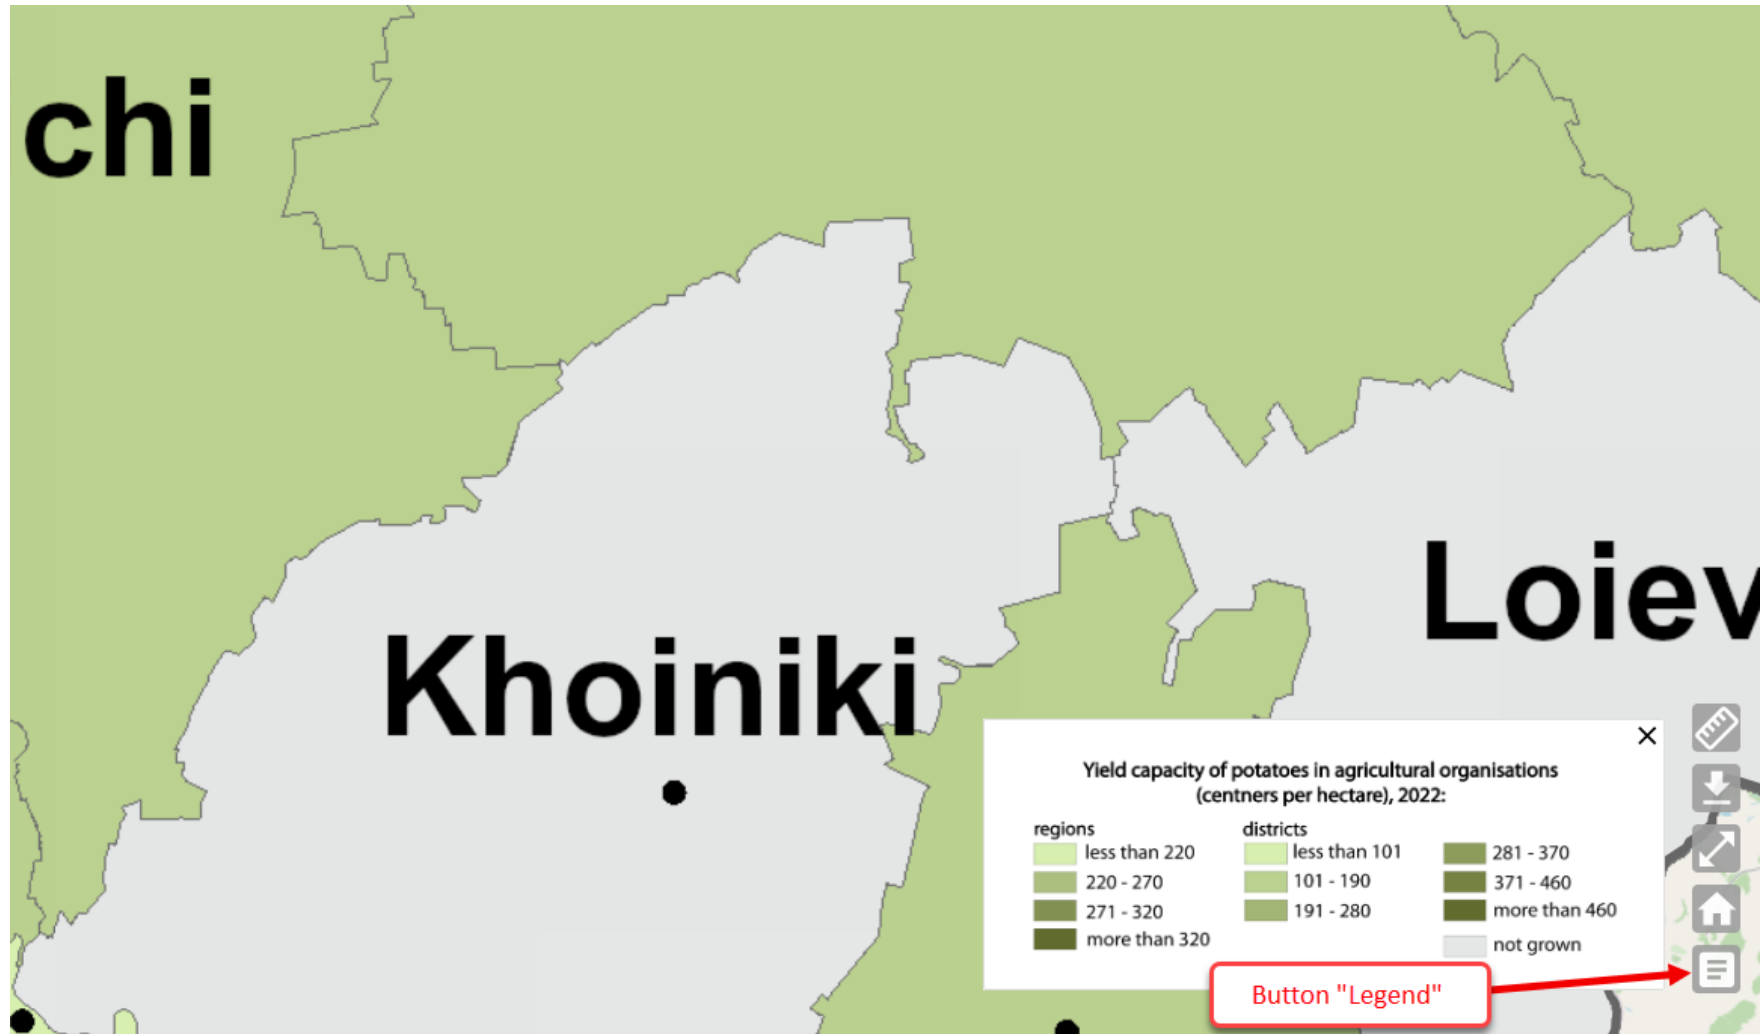 chi
Khoiniki
Loiev
Yield capacity of potatoes in agricultural organisations
(centners per hectare), 2022:
regions
less than 220
220 - 270
271 - 320
more than 320
districts
less than 101
101 - 190
191 - 280
281 - 370
371 - 460
more than 460
not grown
Button "Legend"